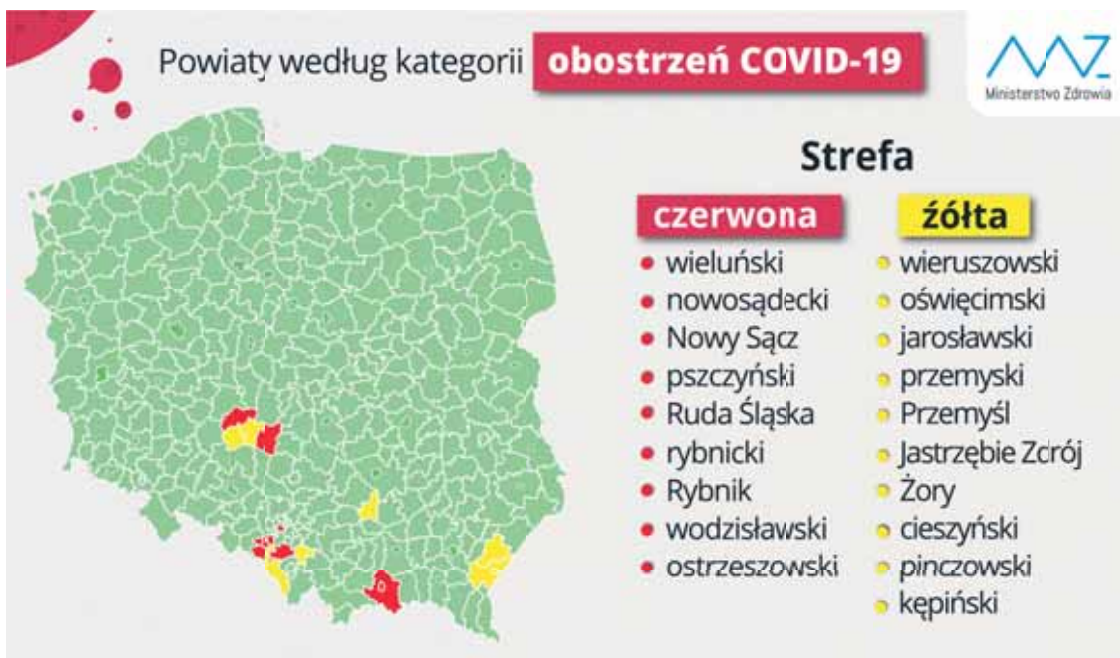 Powiaty według kategorii obostrzeń COVID-19
Ministerstwo Zdrowia
Strefa
czerwona
wieluński
nowosądecki
Nowy Sącz
pszczyński
Ruda Śląska
rybnicki
Rybnik
wodzisławski
ostrzeszowski
źółta
wieruszowski
oświęcimski
jarosławski
przemyski
Przemyśl
Jastrzębie Zdrój
Żory
cieszyński
pinczowski
kępiński